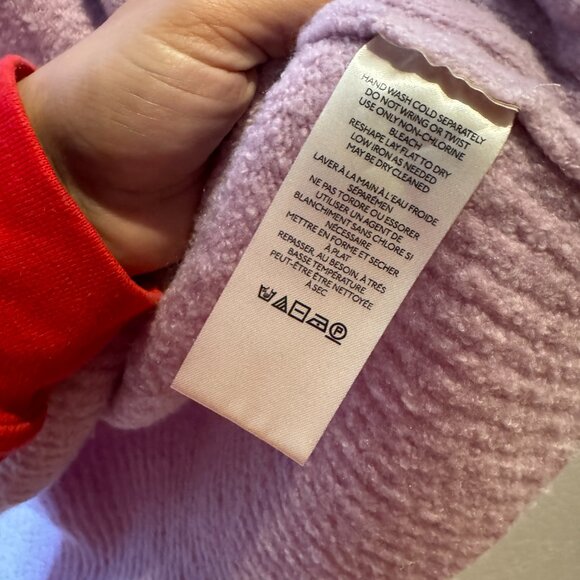 HAND WASH COLD SEPARATELY
DO NOT WRING OR TWIST
USE ONLY NON-CHLORINE
BLEACH
RESHAPE LAY FLAT TO DRY
LOW IRON AS NEEDED
MAY BE DRY CLEANED
LAVER À LA MAIN À L'EAU FROIDE
SÉPARÉMEN
NE PAS TORDRE OU ESSORER
UTILISER UN AGENT DE
BLANCHIMENT SANS CHLORE SI
NÉCESSAIRE
METTRE EN FORME ET SECHER
À PLAT
REPASSER, AU BESOIN, À TRÈS
BASSE TEMPÉRATURE
PEUT-ÊTRE ÊTRE NETTOYÉE
À SEC
P